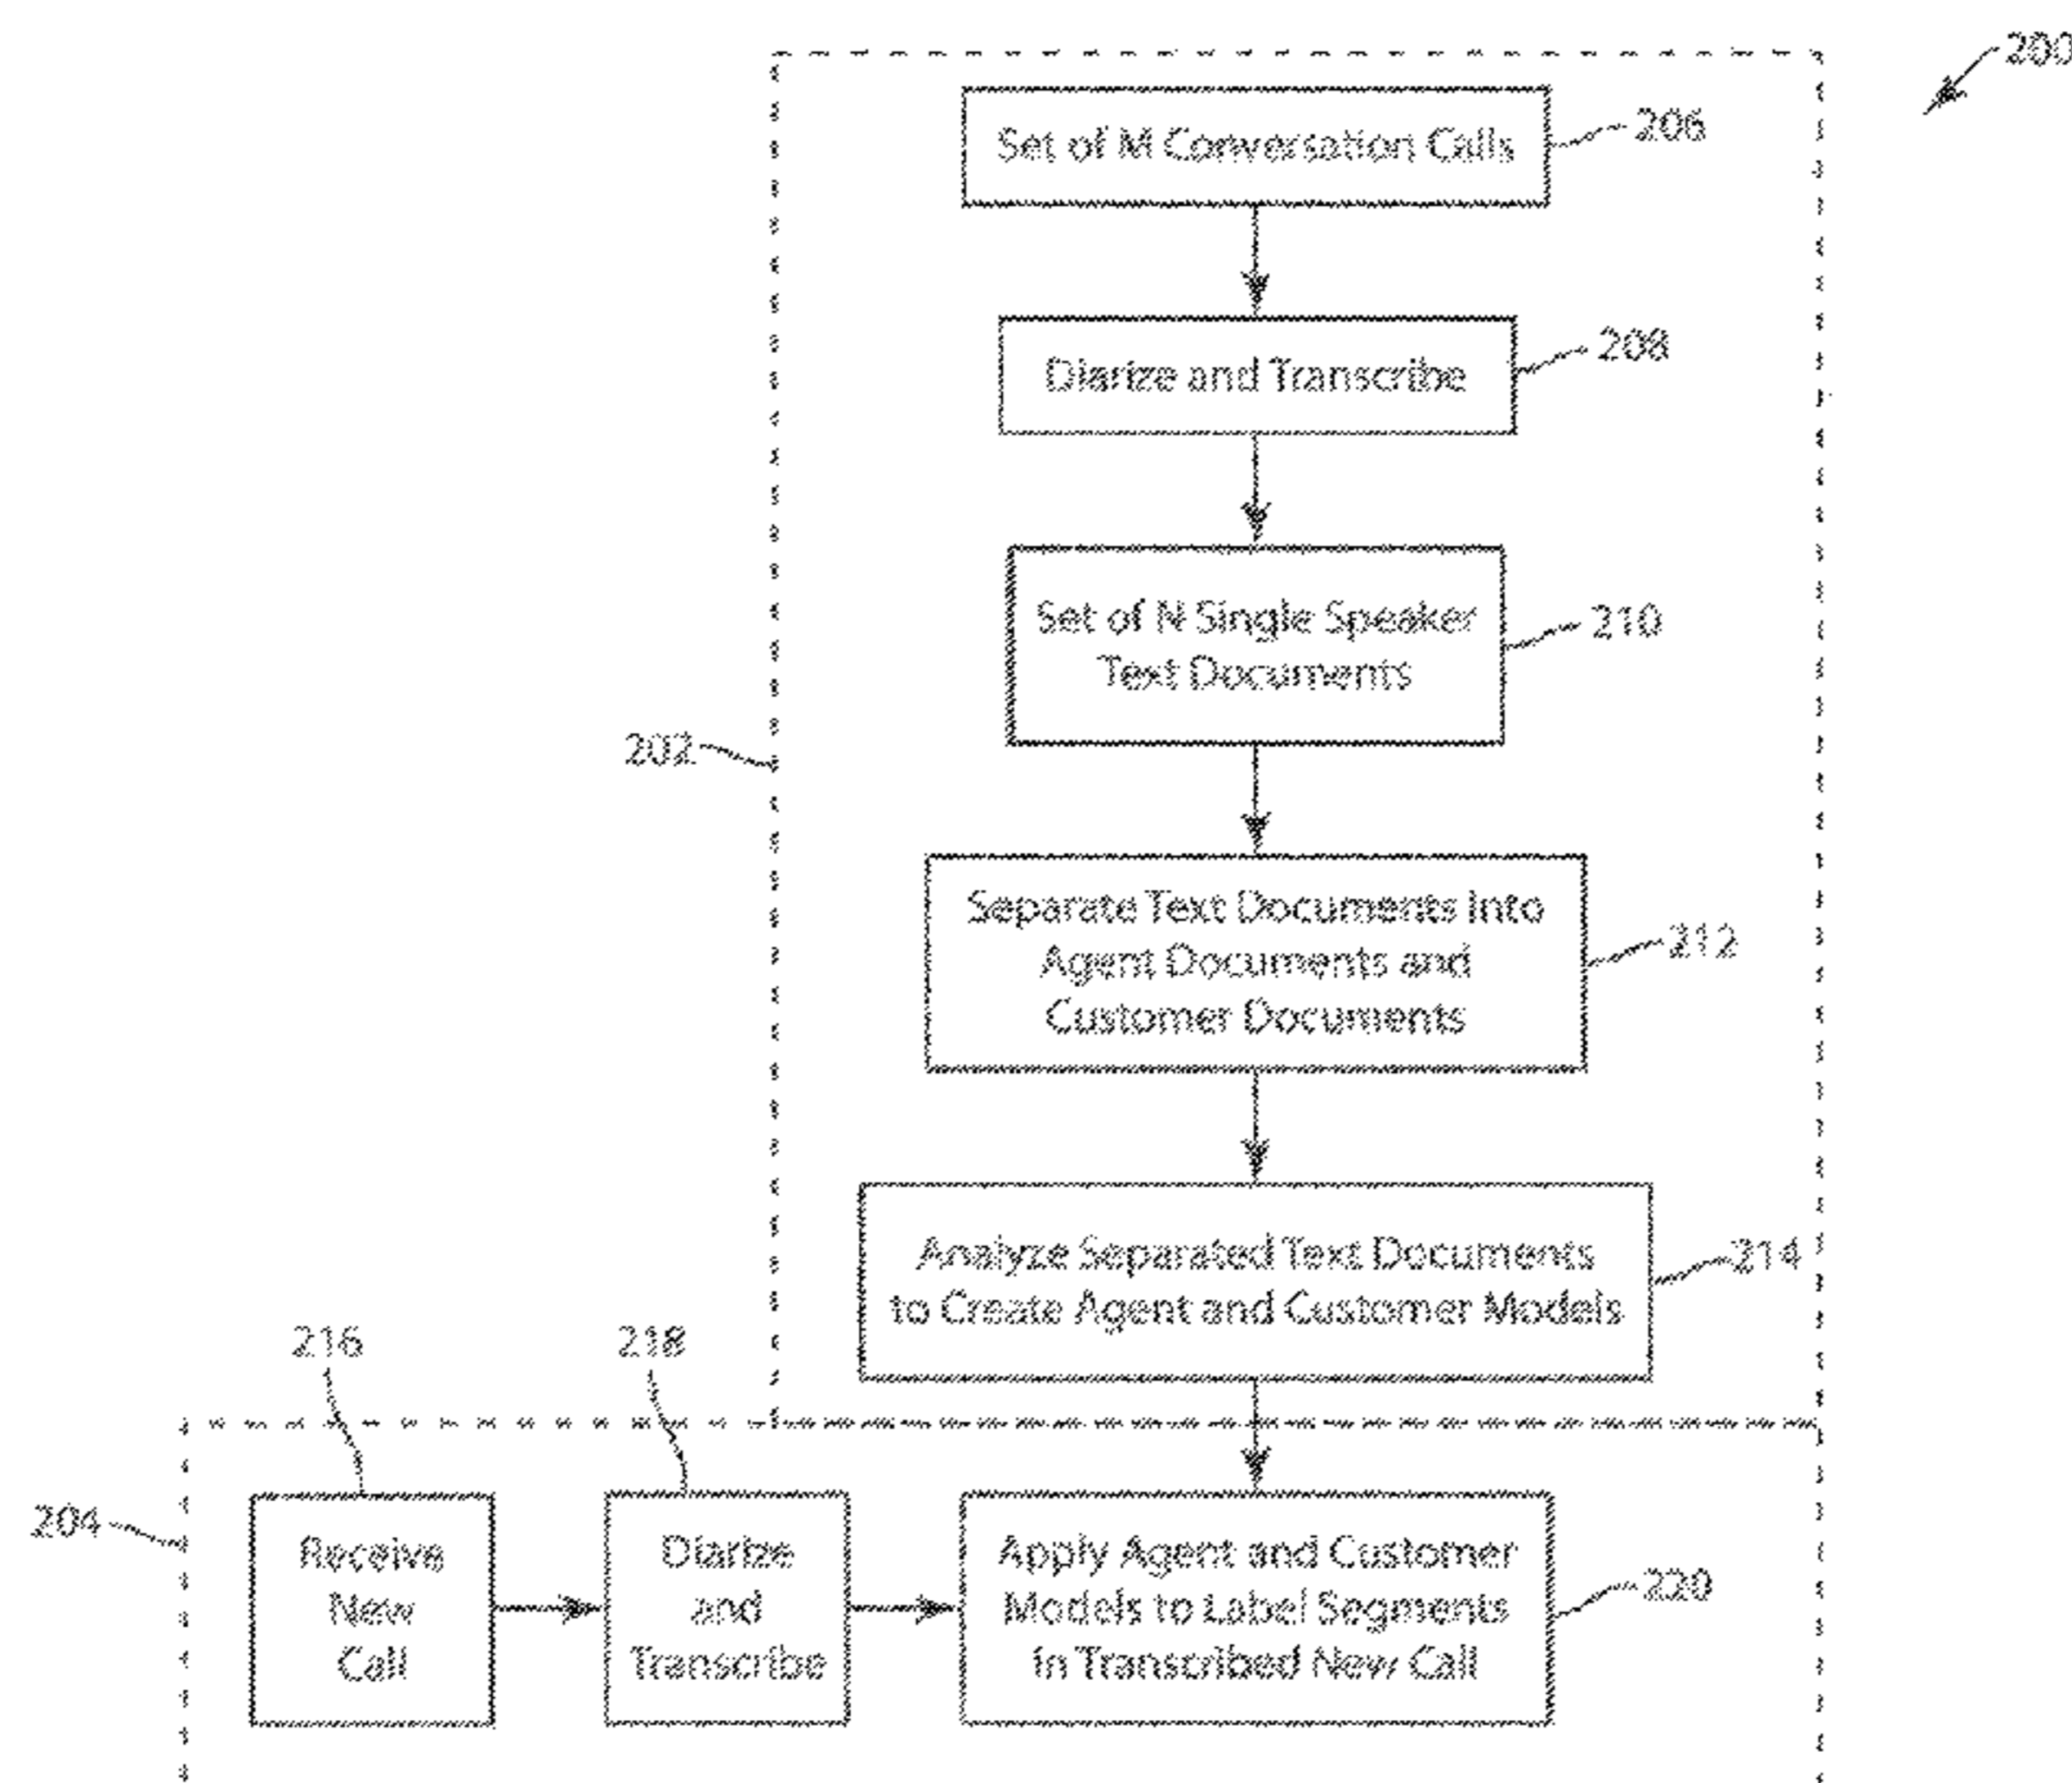 200
Set of M Conversation Calls
206
Diarize and Transcribe
208
Set of N Single Speaker
Text Documents
210
202
Separate Text Documents Into
Agent Documents and
Customer Documents
212
Analyze Separated Text Documents
to Create Agent and Customer Models
214
216
218
204
Receive
New
Call
Diarize
and
Transcribe
Apply Agent and Customer
Models to Label Segments
in Transcribed New Call
220